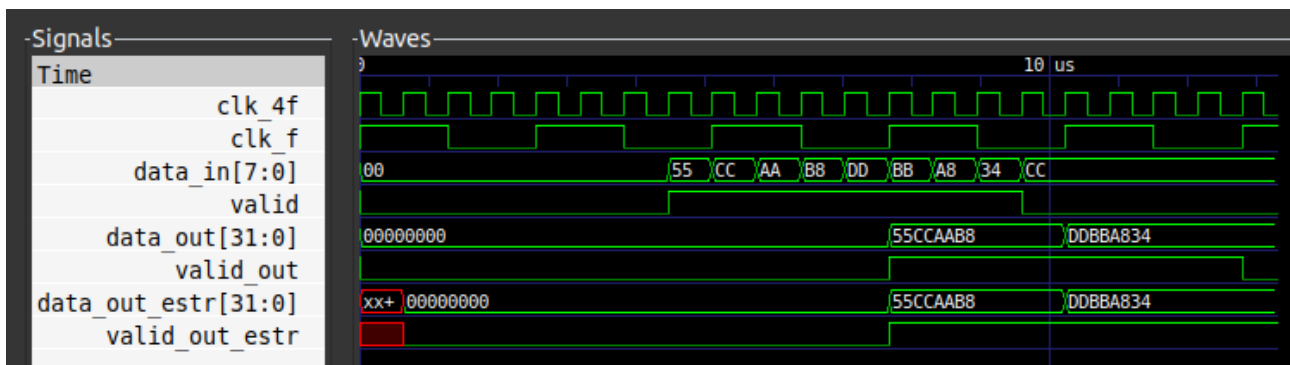 Signals
Waves
Time
0
10 us
clk_4f
clk_f
data_in[7:0]
00 55 CC AA B8 DD BB A8 34 CC
valid
data_out[31:0]
00000000 55CCAAB8 DDBBA834
valid_out
data_out_estr[31:0]
xx+ 00000000 55CCAAB8 DDBBA834
valid_out_estr